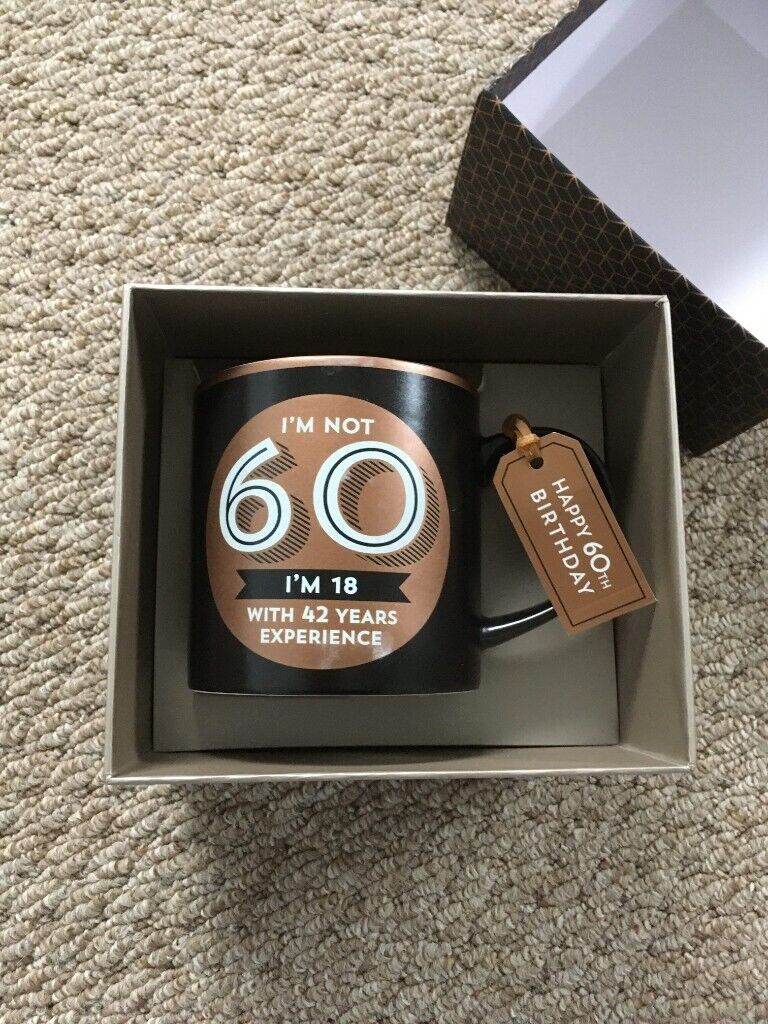 I'M NOT
60
I'M 18
WITH 42 YEARS
EXPERIENCE
HAPPY 60TH
BIRTHDAY